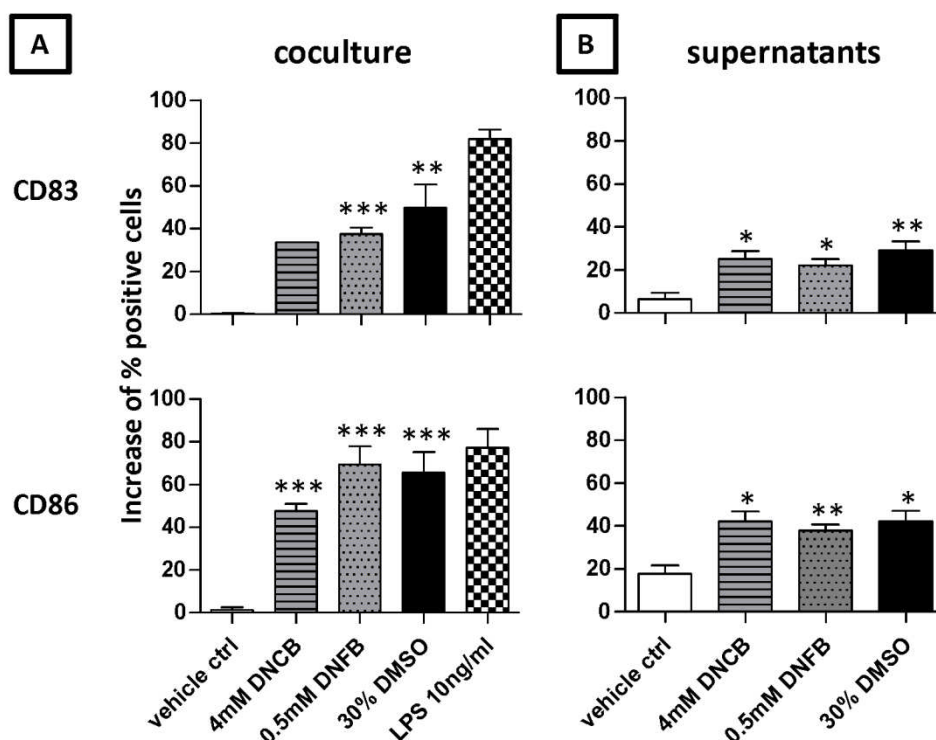 A
coculture
B
supernatants
CD83
CD86
Increase of % positive cells
100
80
60
40
20
0
***
**
100
80
60
40
20
0
*
*
**
100
80
60
40
20
0
***
***
***
100
80
60
40
20
0
*
**
*
vehicle ctrl
4mM DNCB
0.5mM DNFB
30% DMSO
LPS 10ng/ml
vehicle ctrl
4mM DNCB
0.5mM DNFB
30% DMSO